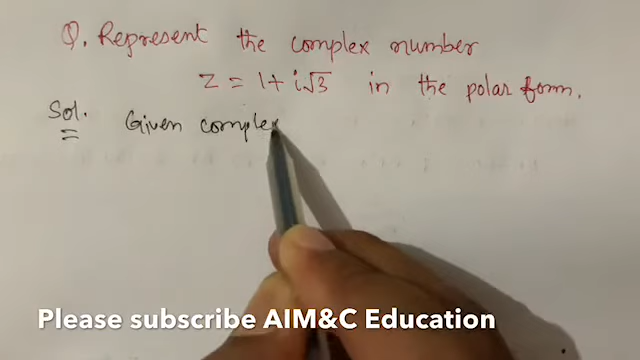 Q. Represent the complex number
z = 1 + i√3 in the polar form.
Sol. Given complex
Please subscribe AIM&C Education